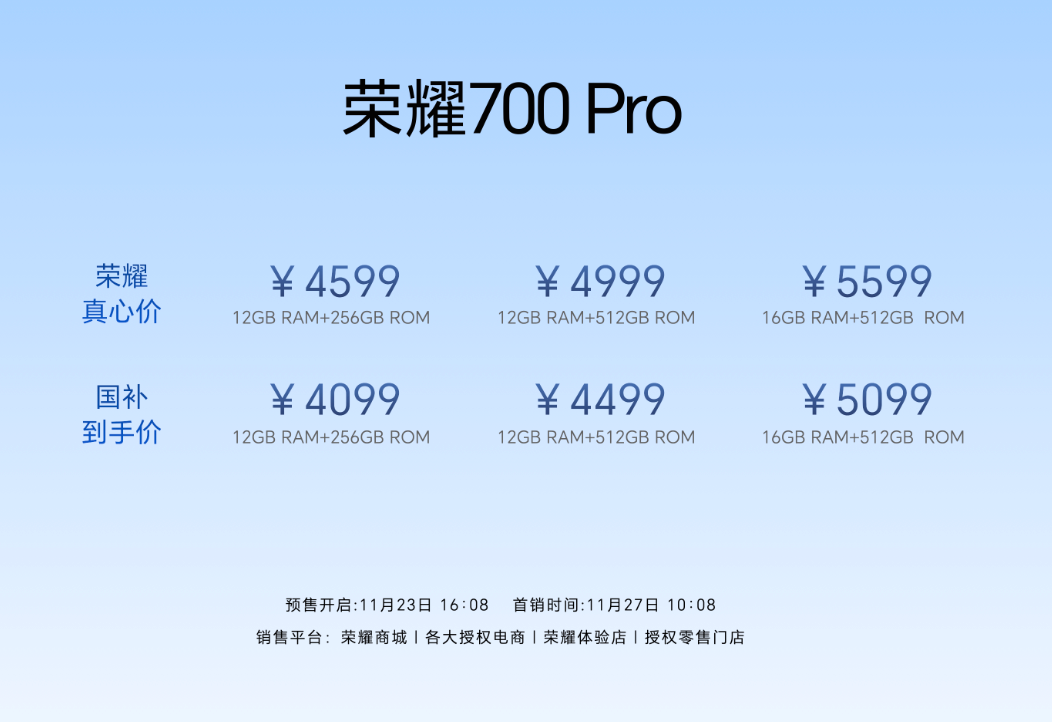 荣耀700 Pro
荣耀
真心价
¥4599 ¥4999 ¥5599
12GB RAM+256GB ROM 12GB RAM+512GB ROM 16GB RAM+512GB ROM
国补
到手价
¥4099 ¥4499 ¥5099
12GB RAM+256GB ROM 12GB RAM+512GB ROM 16GB RAM+512GB ROM
预售开启:11月23日 16:08 首销时间:11月27日 10:08
销售平台: 荣耀商城 | 各大授权电商 | 荣耀体验店 | 授权零售门店